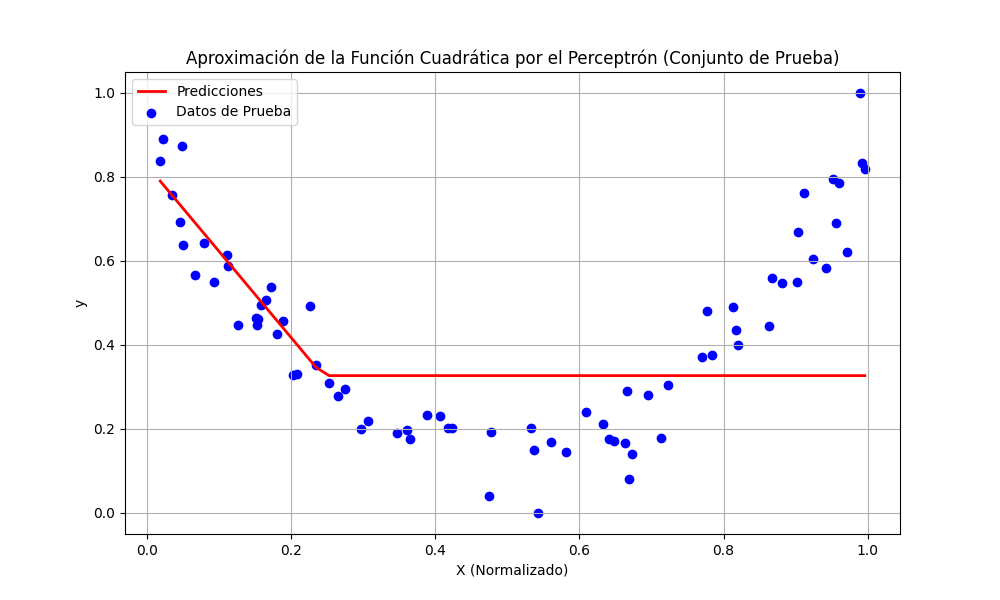 Aproximación de la Función Cuadrática por el Perceptrón (Conjunto de Prueba)
Predicciones
Datos de Prueba
1.0
0.8
0.6
0.4
0.2
0.0
y
0.0 0.2 0.4 0.6 0.8 1.0
X (Normalizado)